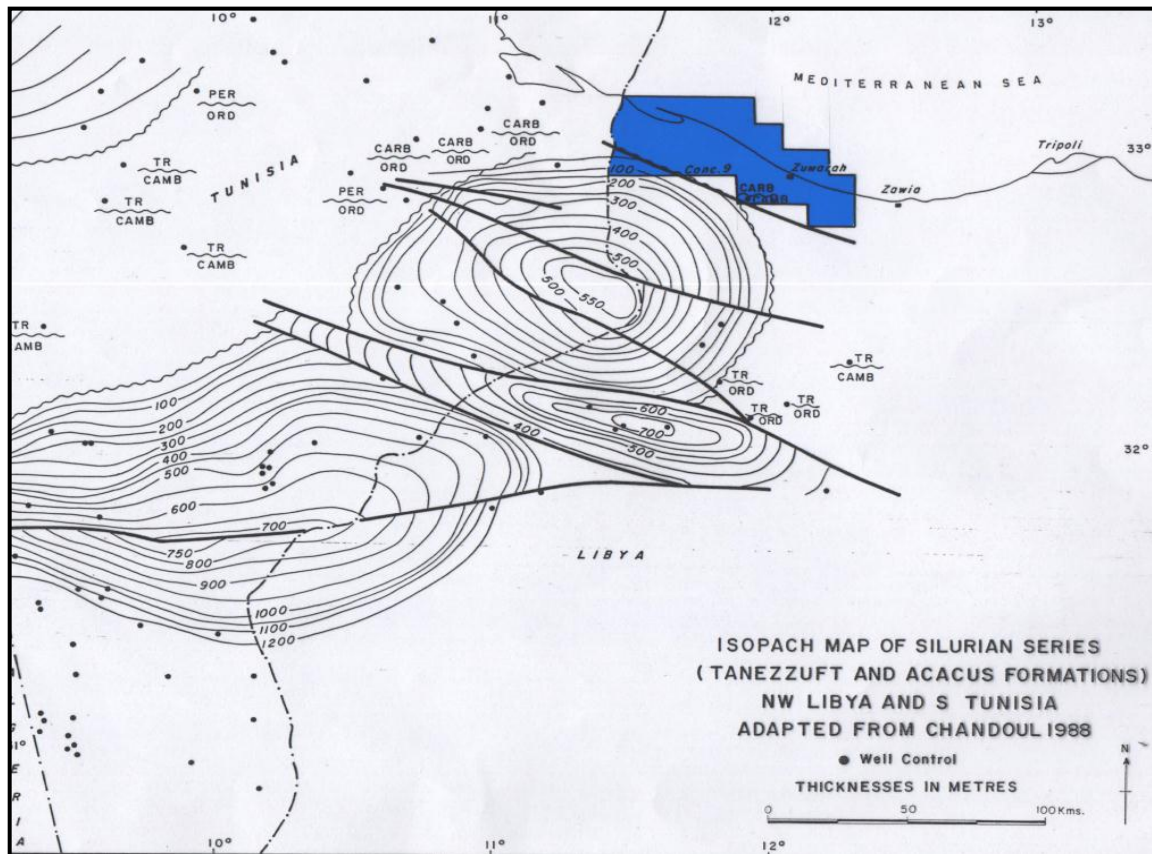 10° 11° 12° 13°
MEDITERRANEAN SEA
PER
ORD
CARB
ORD
CARB
ORD
CARB
ORD
TUNISIA
TR
CAMB
PER
ORD
TR
CAMB
TR
CAMB
TR
AMB
Tripoli
33°
Zuwarah
Zawia
Conc. 9
CARB
100
200
300
400
500
500
550
TR
CAMB
TR
ORD
TR
ORD
TR
ORD
600
700
500
400
32°
100
200
300
400
500
600
700
750
800
900
1000
1100
1200
LIBYA
ISOPACH MAP OF SILURIAN SERIES
(TANEZZUFT AND ACACUS FORMATIONS)
NW LIBYA AND S TUNISIA
ADAPTED FROM CHANDOUL 1988
Well Control
THICKNESSES IN METRES
0 50 100 Kms.
N
E
R
I
A
10° 11° 12°